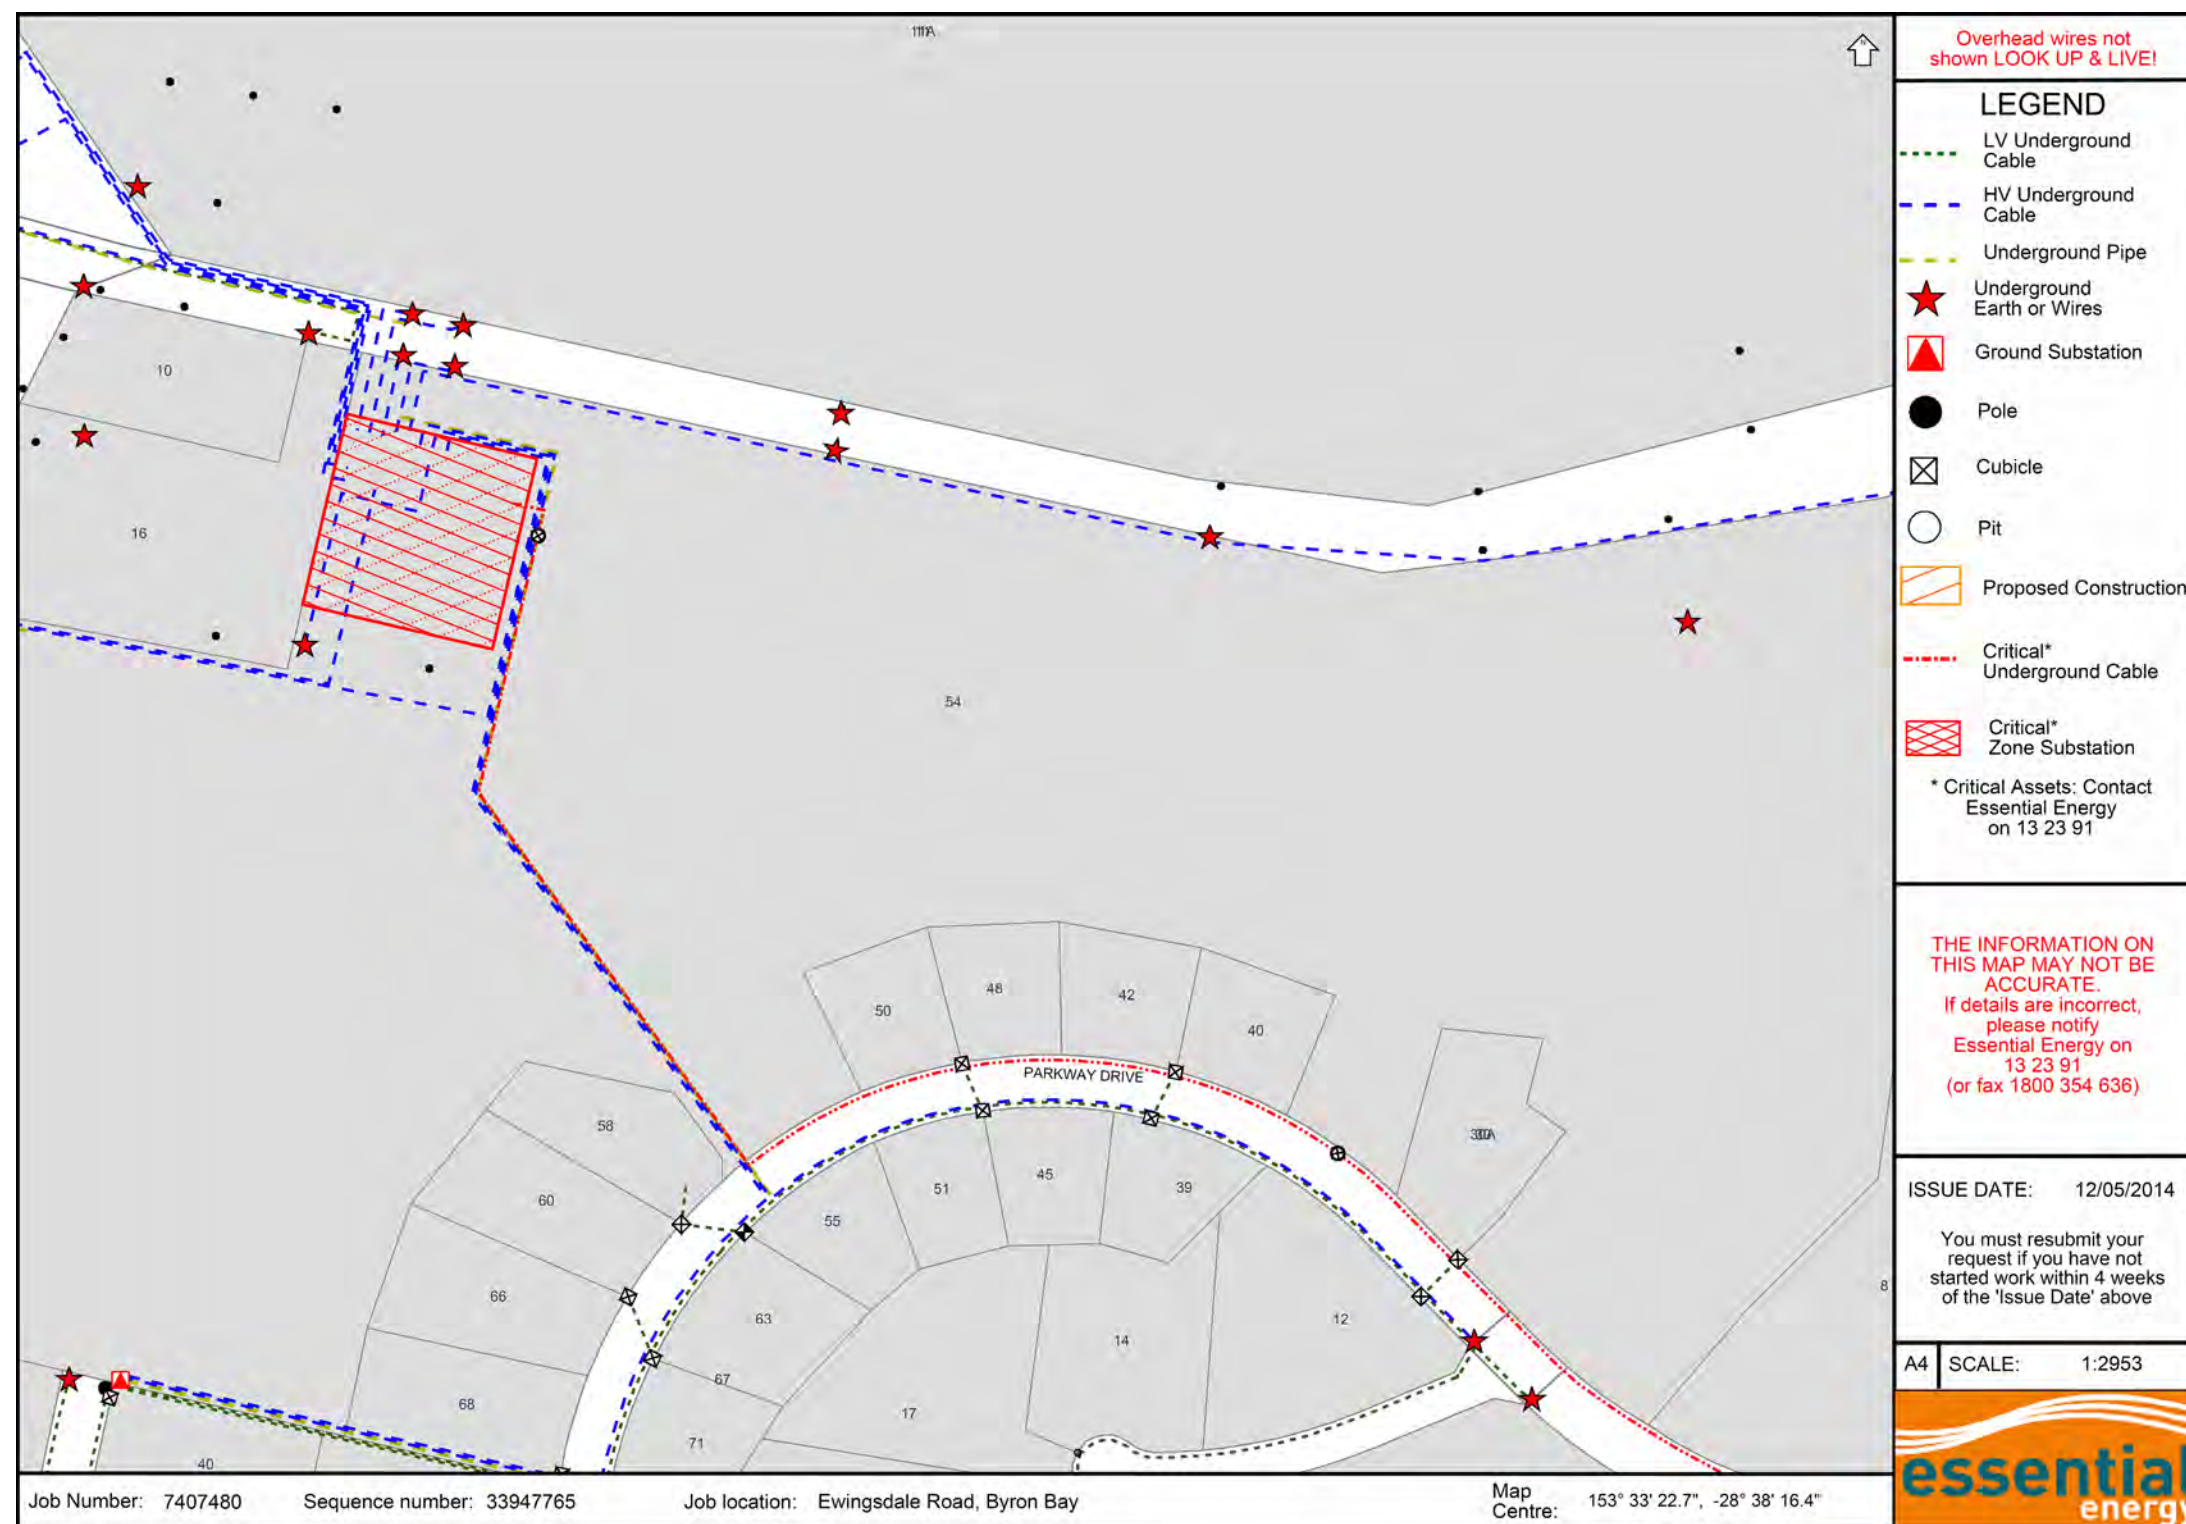 111A
N
10
16
54
50
48
42
40
PARKWAY DRIVE
58
60
66
68
40
55
51
45
39
63
67
71
17
14
12
30A
8
Overhead wires not
shown LOOK UP & LIVE!
LEGEND
LV Underground
Cable
HV Underground
Cable
Underground Pipe
Underground
Earth or Wires
Ground Substation
Pole
Cubicle
Pit
Proposed Construction
Critical*
Underground Cable
Critical*
Zone Substation
* Critical Assets: Contact
Essential Energy
on 13 23 91
THE INFORMATION ON
THIS MAP MAY NOT BE
ACCURATE.
If details are incorrect,
please notify
Essential Energy on
13 23 91
(or fax 1800 354 636)
ISSUE DATE: 12/05/2014
You must resubmit your
request if you have not
started work within 4 weeks
of the 'Issue Date' above
A4 SCALE: 1:2953
essential
energy
Job Number: 7407480 Sequence number: 33947765 Job location: Ewingsdale Road, Byron Bay
Map
Centre: 153° 33' 22.7", -28° 38' 16.4"